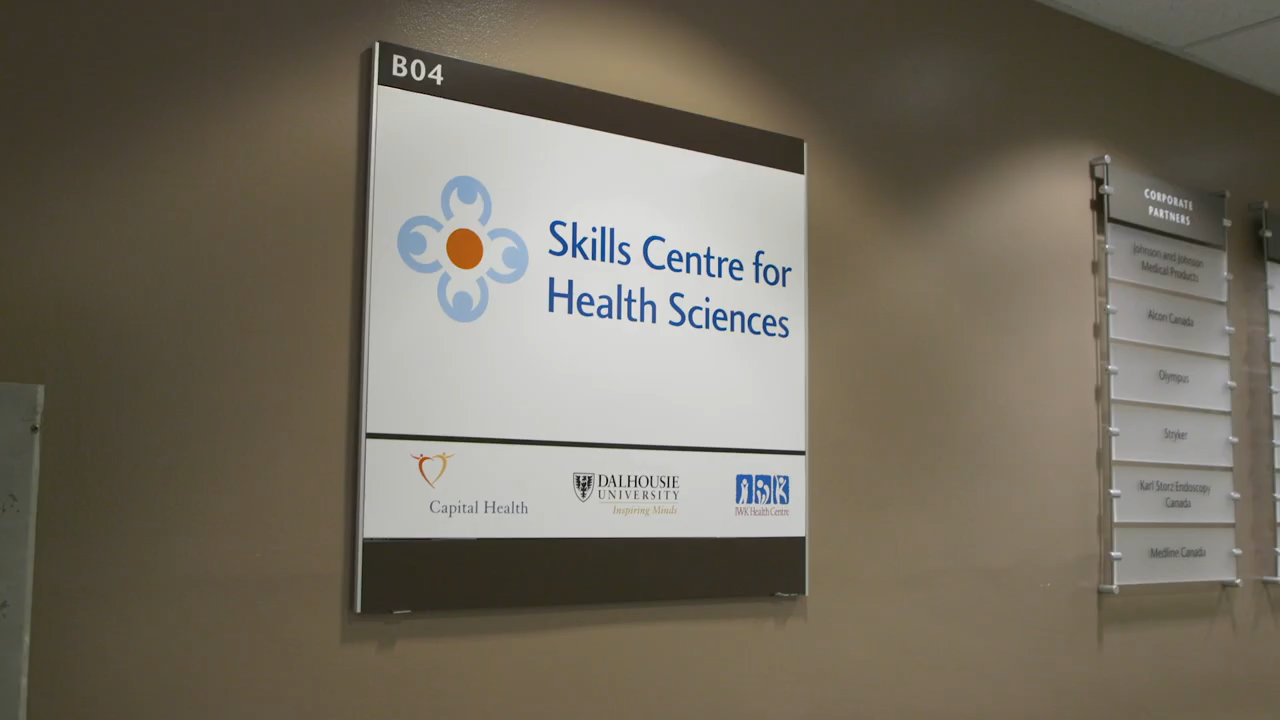 B04
Skills Centre for
Health Sciences
Capital Health
DALHOUSIE
UNIVERSITY
Inspiring Minds
IWK
IWK Health Centre
CORPORATE
PARTNERS
Johnson and Johnson
Medical Products
Alcon Canada
Olympus
Stryker
Karl Storz Endoscopy
Canada
Medline Canada